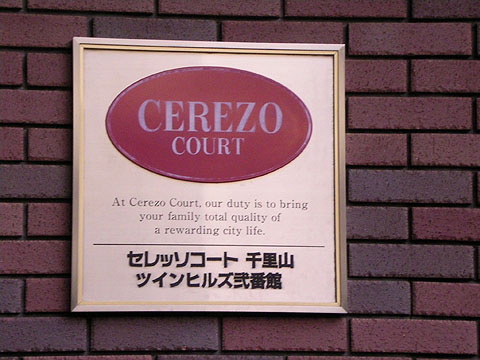 CEREZO
COURT
At Cerezo Court, our duty is to bring
your family total quality of
a rewarding city life.
セレッソコート 千里山
ツインヒルズ弐番館